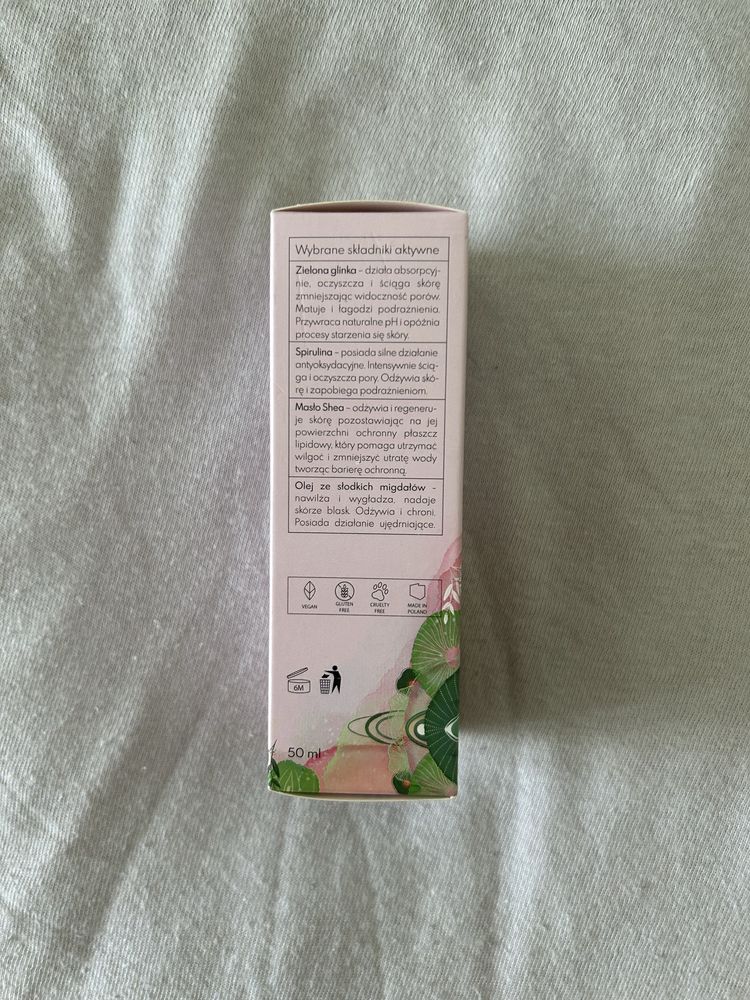 Wybrane składniki aktywne
Zielona glinka – działa absorpcyj-
nie, oczyszcza i ściąga skórę
zmniejszając widoczność porów.
Matuje i łagodzi podrażnienia.
Przywraca naturalne pH i opóźnia
procesy starzenia się skóry.
Spirulina – posiada silne działanie
antyoksydacyjne. Intensywnie ścią-
ga i oczyszcza pory. Odżywia skó-
rę i zapobiega podrażnieniom.
Masło Shea – odżywia i regeneru-
je skórę pozostawiając na jej
powierzchni ochronny płaszcz
lipidowy, który pomaga utrzymać
wilgoć i zmniejszyć utratę wody
tworząc barierę ochronną.
Olej ze słodkich migdałów –
nawilża i wygładza, nadaje
skórze blask. Odżywia i chroni.
Posiada działanie ujędrniające.
VEGAN
GLUTEN
FREE
CRUELTY
FREE
MADE IN
POLAND
6M
50 ml